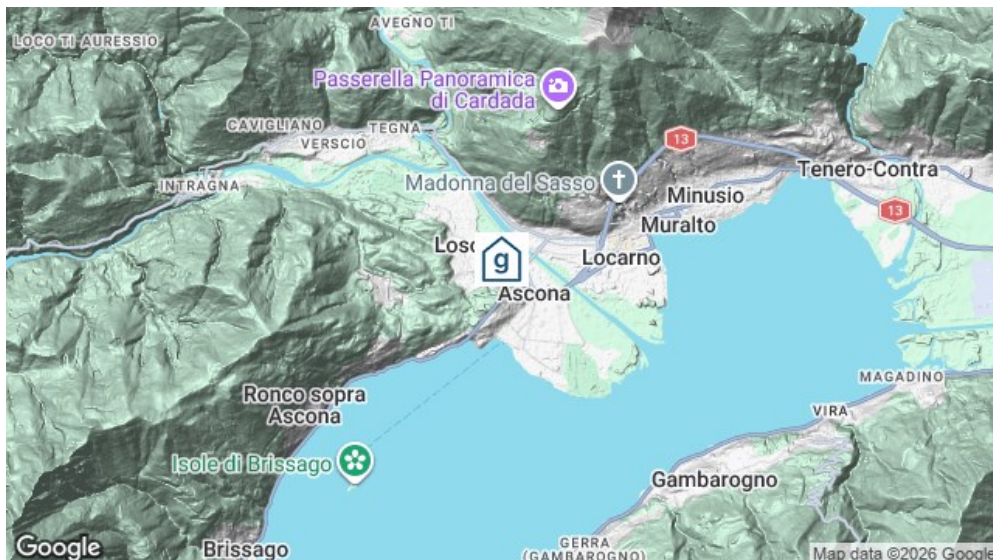 AVEGNO TI
LOCO TI AURESSIO
Passerella Panoramica
di Cardada
CAVIGLIANO
TEGNA
VERSCIO
13
INTRAGNA
Madonna del Sasso
Tenero-Contra
Minusio
13
Muralto
g
Locarno
Ascona
MAGADINO
Ronco sopra
Ascona
VIRA
Isole di Brissago
Gambarogno
Google
Brissago
GERRA
(GAMBAROGNO)
Map data ©2026 Google